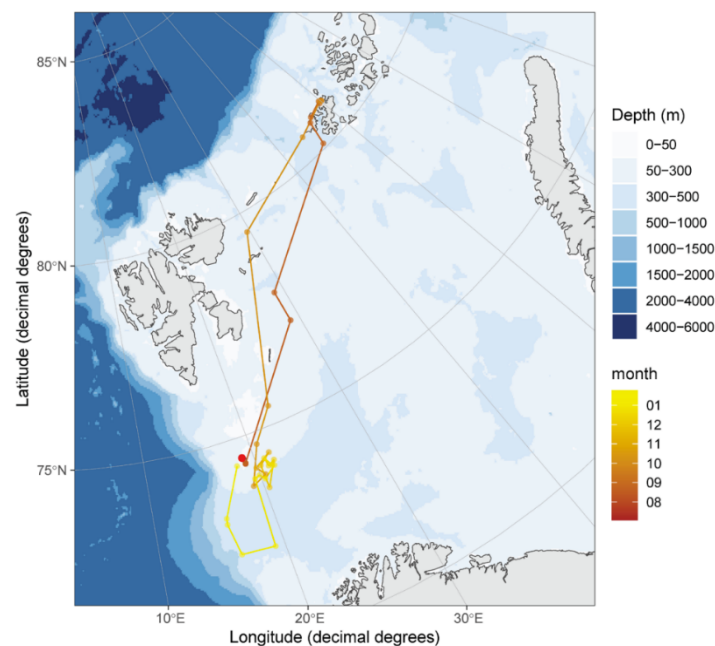 85°N
80°N
75°N
Latitude (decimal degrees)
10°E
20°E
30°E
Longitude (decimal degrees)
Depth (m)
0−50
50−300
300−500
500−1000
1000−1500
1500−2000
2000−4000
4000−6000
month
01
12
11
10
09
08